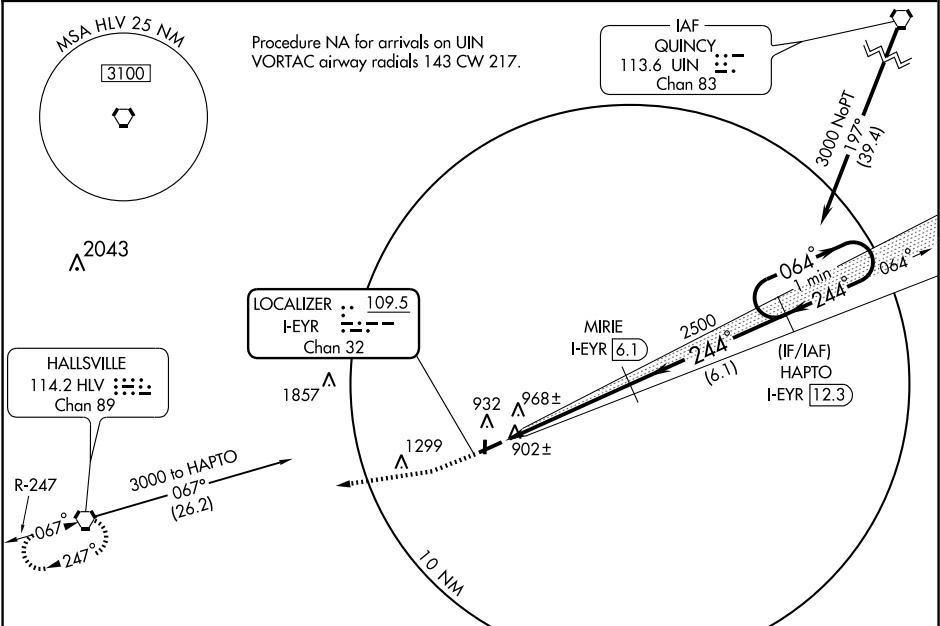 MSA HLV 25 NM
3100
Procedure NA for arrivals on UIN
VORTAC airway radials 143 CW 217.
IAF
QUINCY
113.6 UIN
Chan 83
3000 NoPT
197°
(39.4)
2043
LOCALIZER 109.5
I-EYR
Chan 32
064°
1 min
244°
064°
MIRIE
I-EYR 6.1
2500
244°
(6.1)
(IF/IAF)
HAPTO
I-EYR 12.3
HALLSVILLE
114.2 HLV
Chan 89
1857
932
968±
902±
1299
R-247
3000 to HAPTO
067°
(26.2)
067°
247°
10 NM